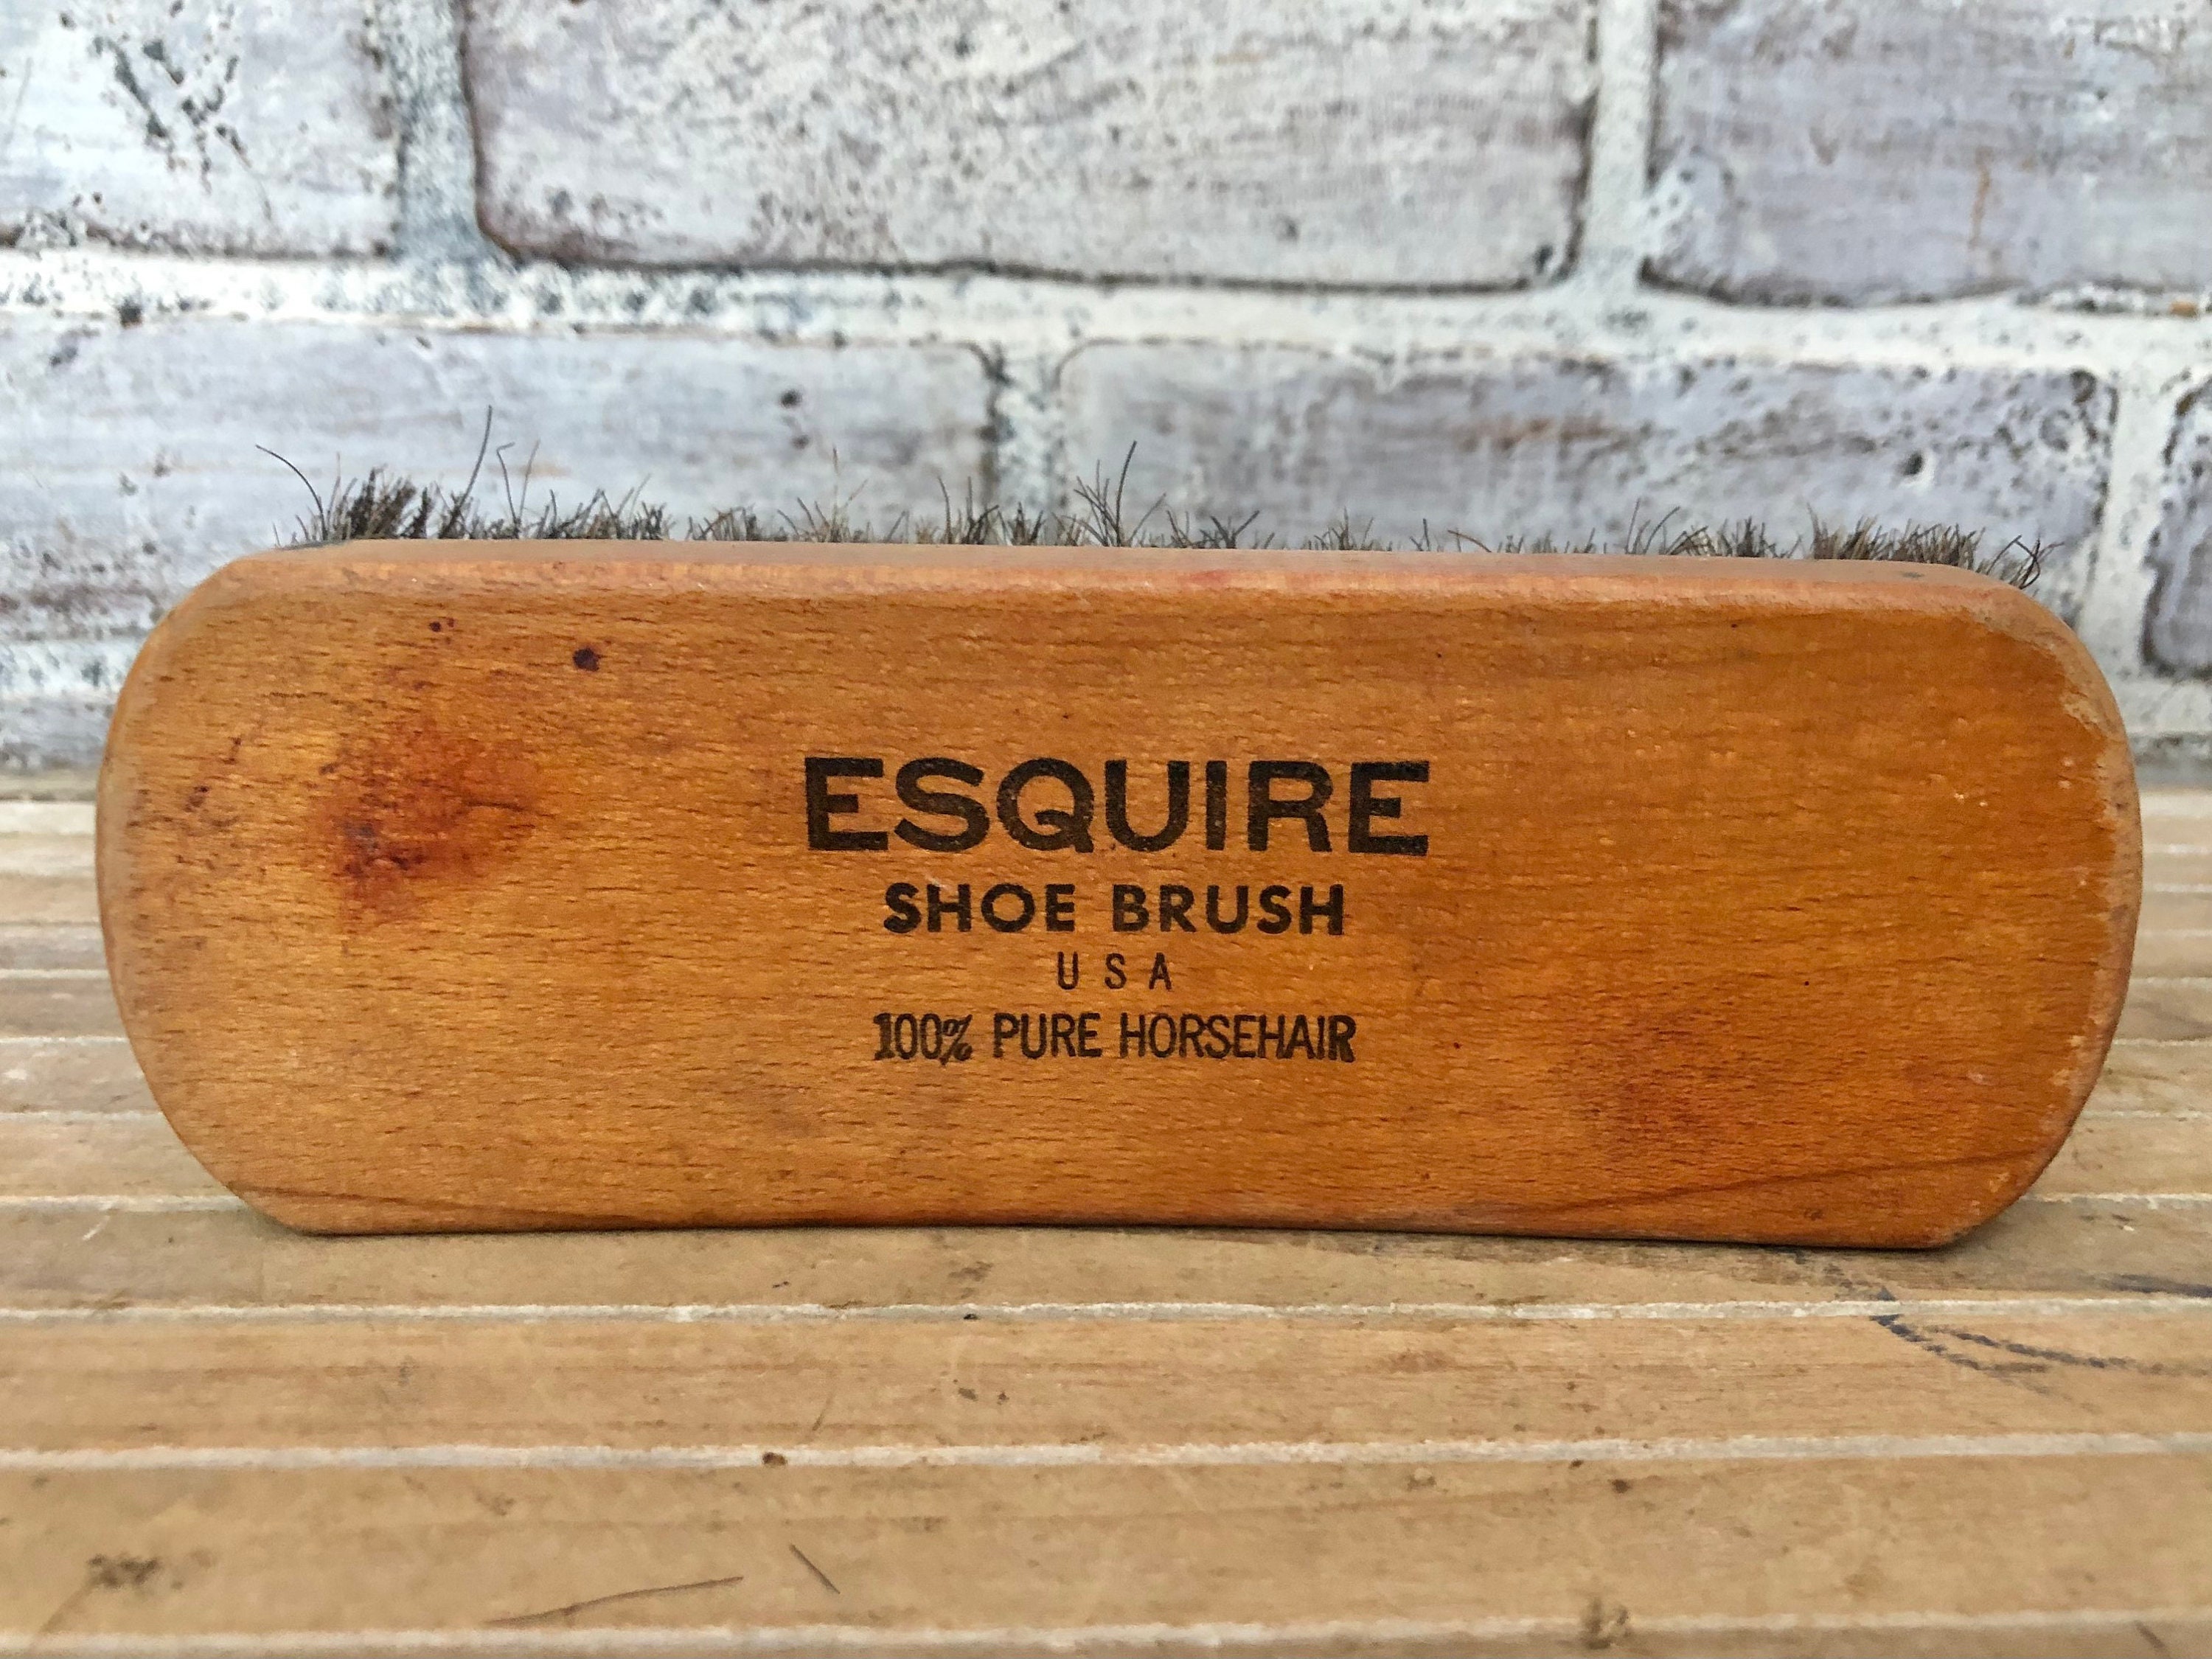 ESQUIRE
SHOE BRUSH
USA
100% PURE HORSEHAIR